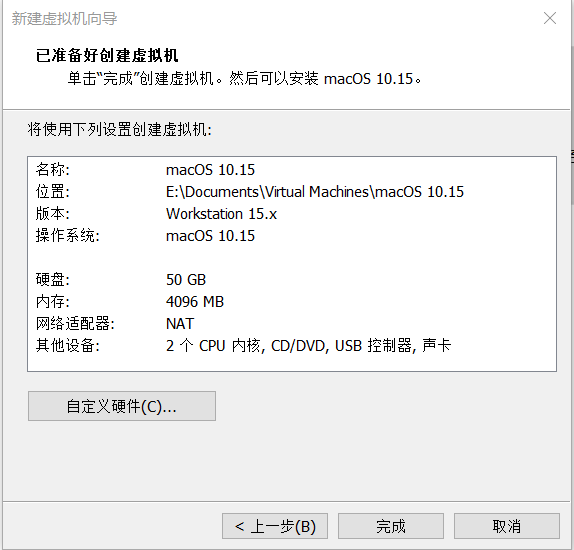 新建虚拟机向导
已准备好创建虚拟机
单击“完成”创建虚拟机。然后可以安装 macOS 10.15。
将使用下列设置创建虚拟机:
名称: macOS 10.15
位置: E:\Documents\Virtual Machines\macOS 10.15
版本: Workstation 15.x
操作系统: macOS 10.15
硬盘: 50 GB
内存: 4096 MB
网络适配器: NAT
其他设备: 2 个 CPU 内核, CD/DVD, USB 控制器, 声卡
自定义硬件(C)...
< 上一步(B) 完成 取消